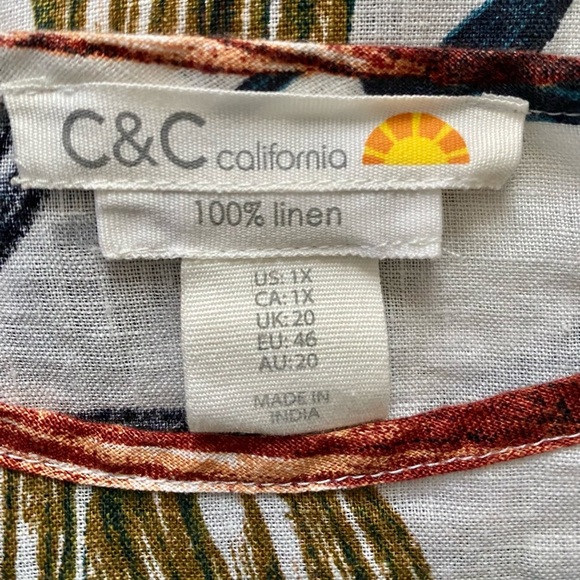 C&C california
100% linen
US: 1X
CA: 1X
UK: 20
EU: 46
AU: 20
MADE IN
INDIA